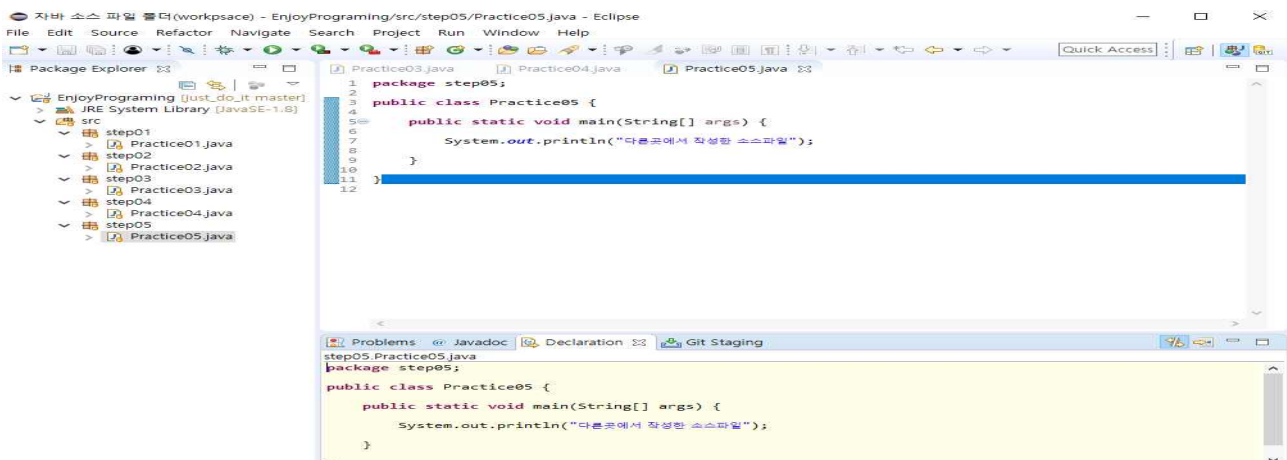 자바 소스 파일 폴더(workpsace) - EnjoyPrograming/src/step05/Practice05.java - Eclipse
File Edit Source Refactor Navigate Search Project Run Window Help
Quick Access
Package Explorer
EnjoyPrograming [just_do_it master]
JRE System Library [JavaSE-1.8]
src
step01
Practice01.java
step02
Practice02.java
step03
Practice03.java
step04
Practice04.java
step05
Practice05.java
Practice03.java Practice04.java Practice05.java
1 package step05;
2
3 public class Practice05 {
4
5 public static void main(String[] args) {
6
7 System.out.println("다른곳에서 작성한 소스파일");
8
9 }
10
11 }
12
Problems Javadoc Declaration Git Staging
step05.Practice05.java
package step05;
public class Practice05 {
public static void main(String[] args) {
System.out.println("다른곳에서 작성한 소스파일");
}